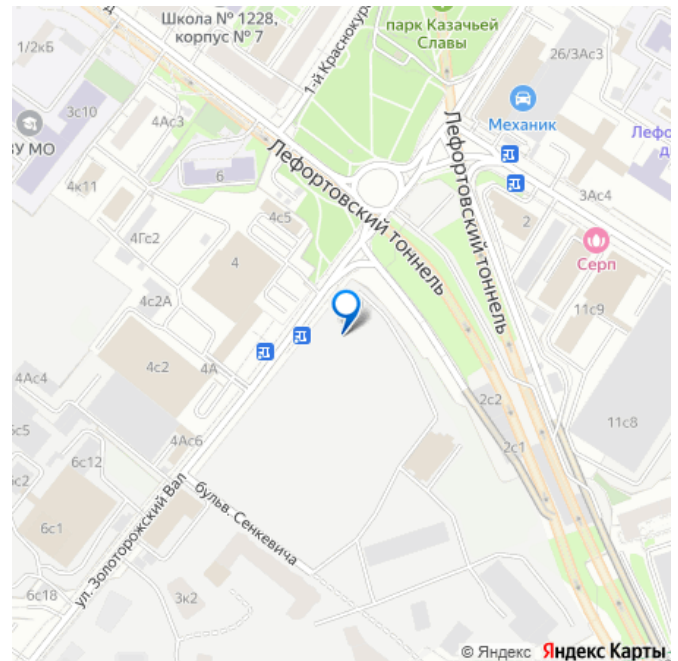 Школа № 1228,
корпус № 7
парк Казачьей
Славы
1/2к6
1-й Краснокур
26/3Ас3
3с10
Механик
4Ас3
ВУ МО
Лефо
д
Лефортовский тоннель
Лефортовский тоннель
6
4к11
3Ас4
4с5
2
4Гс2
Серп
4
4с2А
11с9
4с2
4А
4Ас4
2с2
11с8
4Ас6
2с1
6с5
6с12
бульв. Сенкевича
ул. Золоторожский Вал
6с1
3к2
6с18
© Яндекс Яндекс Карты